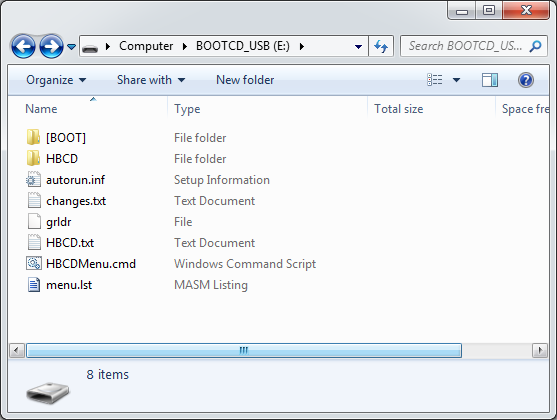 Computer BOOTCD_USB (E:) Search BOOTCD_US...
Organize Share with New folder
Name Type Total size Space fre
[BOOT] File folder
HBCD File folder
autorun.inf Setup Information
changes.txt Text Document
grldr File
HBCD.txt Text Document
HBCDMenu.cmd Windows Command Script
menu.lst MASM Listing
8 items